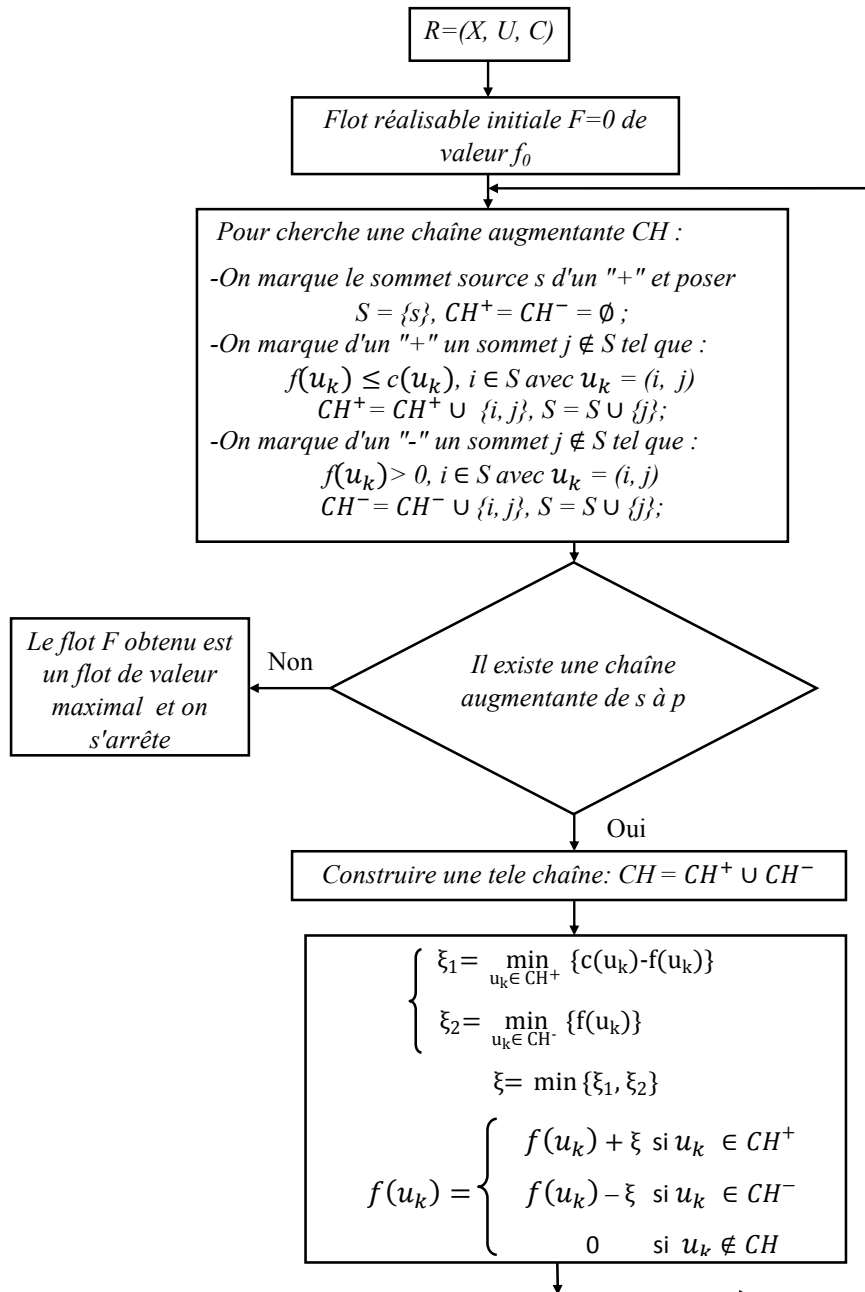 R=(X, U, C)
Flot réalisable initiale F=0 de
valeur f₀
Pour cherche une chaîne augmentante CH :
-On marque le sommet source s d'un "+" et poser
S = {s}, CH⁺ = CH⁻ = ∅ ;
-On marque d'un "+" un sommet j ∉ S tel que :
f(uₖ) ≤ c(uₖ), i ∈ S avec uₖ = (i, j)
CH⁺= CH⁺ ∪ {i, j}, S = S ∪ {j};
-On marque d'un "-" un sommet j ∉ S tel que :
f(uₖ)> 0, i ∈ S avec uₖ = (i, j)
CH⁻= CH⁻ ∪ {i, j}, S = S ∪ {j};
Il existe une chaîne
augmentante de s à p
Non
Le flot F obtenu est
un flot de valeur
maximal et on
s'arrête
Oui
Construire une tele chaîne: CH = CH⁺ ∪ CH⁻
ξ₁= min {c(uₖ)-f(uₖ)}
uₖ∈ CH⁺
ξ₂= min {f(uₖ)}
uₖ∈ CH⁻
ξ= min {ξ₁, ξ₂}
f(uₖ) + ξ si uₖ ∈ CH⁺
f(uₖ) = f(uₖ) – ξ si uₖ ∈ CH⁻
0 si uₖ ∉ CH